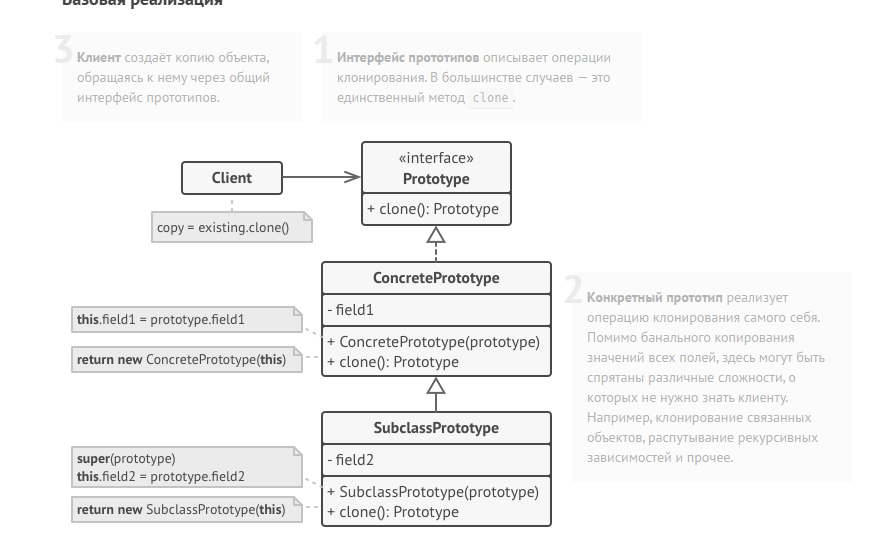 Базовая реализация
3
Клиент создаёт копию объекта,
обращаясь к нему через общий
интерфейс прототипов.
1
Интерфейс прототипов описывает операции
клонирования. В большинстве случаев — это
единственный метод clone.
«interface»
Prototype
+ clone(): Prototype
Client
copy = existing.clone()
ConcretePrototype
- field1
+ ConcretePrototype(prototype)
+ clone(): Prototype
this.field1 = prototype.field1
return new ConcretePrototype(this)
2
Конкретный прототип реализует
операцию клонирования самого себя.
Помимо банального копирования
значений всех полей, здесь могут быть
спрятаны различные сложности, о
которых не нужно знать клиенту.
Например, клонирование связанных
объектов, распутывание рекурсивных
зависимостей и прочее.
SubclassPrototype
- field2
+ SubclassPrototype(prototype)
+ clone(): Prototype
super(prototype)
this.field2 = prototype.field2
return new SubclassPrototype(this)